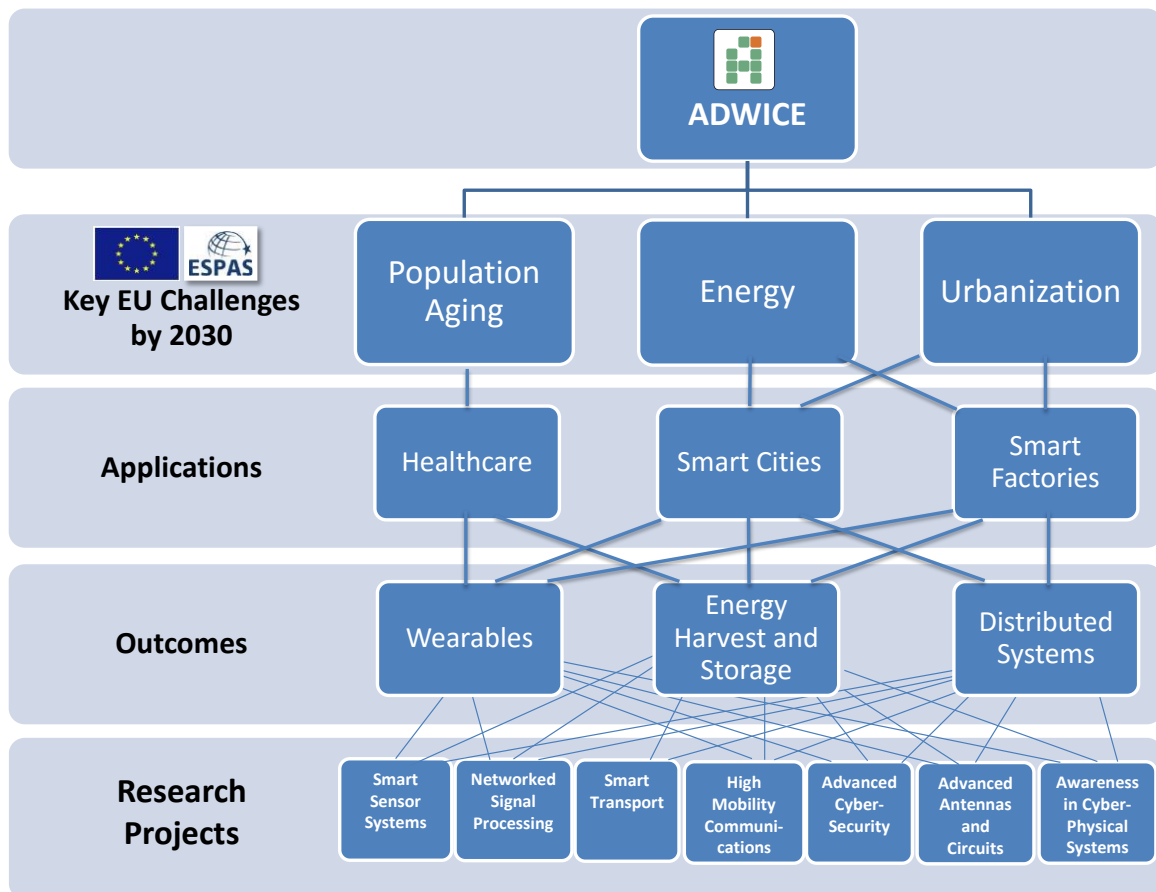 ADWICE
ESPAS
Key EU Challenges
by 2030
Population
Aging
Energy
Urbanization
Applications
Healthcare
Smart Cities
Smart
Factories
Outcomes
Wearables
Energy
Harvest and
Storage
Distributed
Systems
Research
Projects
Smart
Sensor
Systems
Networked
Signal
Processing
Smart
Transport
High
Mobility
Communi-
cations
Advanced
Cyber-
Security
Advanced
Antennas
and
Circuits
Awareness
in Cyber-
Physical
Systems